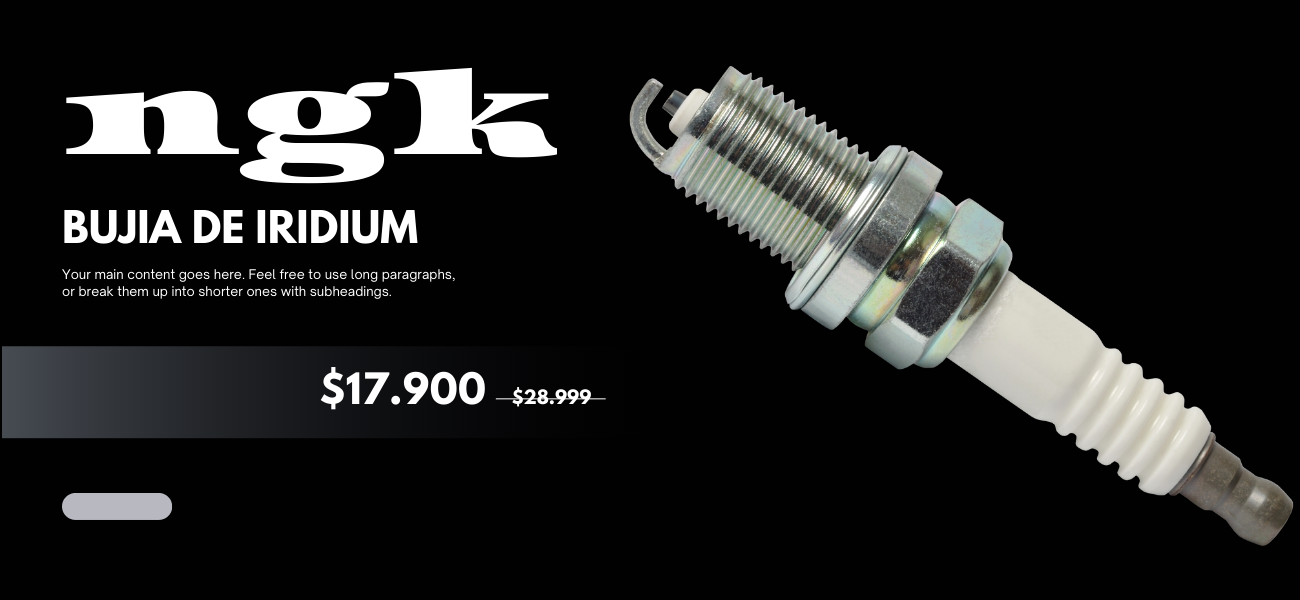 ngk
BUJIA DE IRIDIUM
Your main content goes here. Feel free to use long paragraphs,
or break them up into shorter ones with subheadings.
$17.900 $28.999